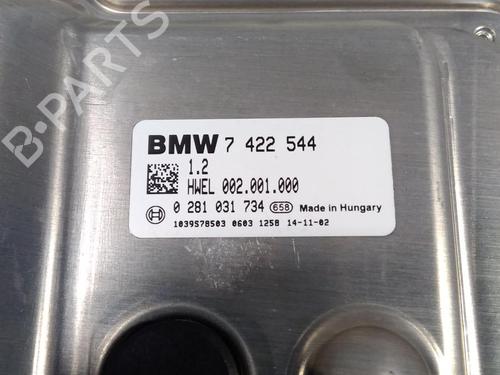 BMW 7 422 544
1.2
HWEL 002.001.000
0 281 031 734 658 Made in Hungary
1039S78503 0603 1258 14-11-02
B-PARTS